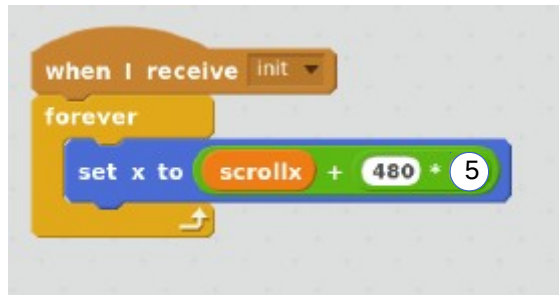 when I receive init
forever
set x to scrollx + 480 * 5